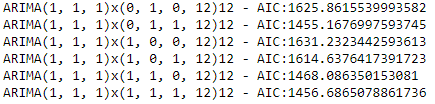 ARIMA(1, 1, 1)x(0, 1, 0, 12)12 - AIC:1625.8615539993582
ARIMA(1, 1, 1)x(0, 1, 1, 12)12 - AIC:1455.1676997593745
ARIMA(1, 1, 1)x(1, 0, 0, 12)12 - AIC:1631.2322442593613
ARIMA(1, 1, 1)x(1, 0, 1, 12)12 - AIC:1614.6376417391723
ARIMA(1, 1, 1)x(1, 1, 0, 12)12 - AIC:1468.086350153081
ARIMA(1, 1, 1)x(1, 1, 1, 12)12 - AIC:1456.6865078861736